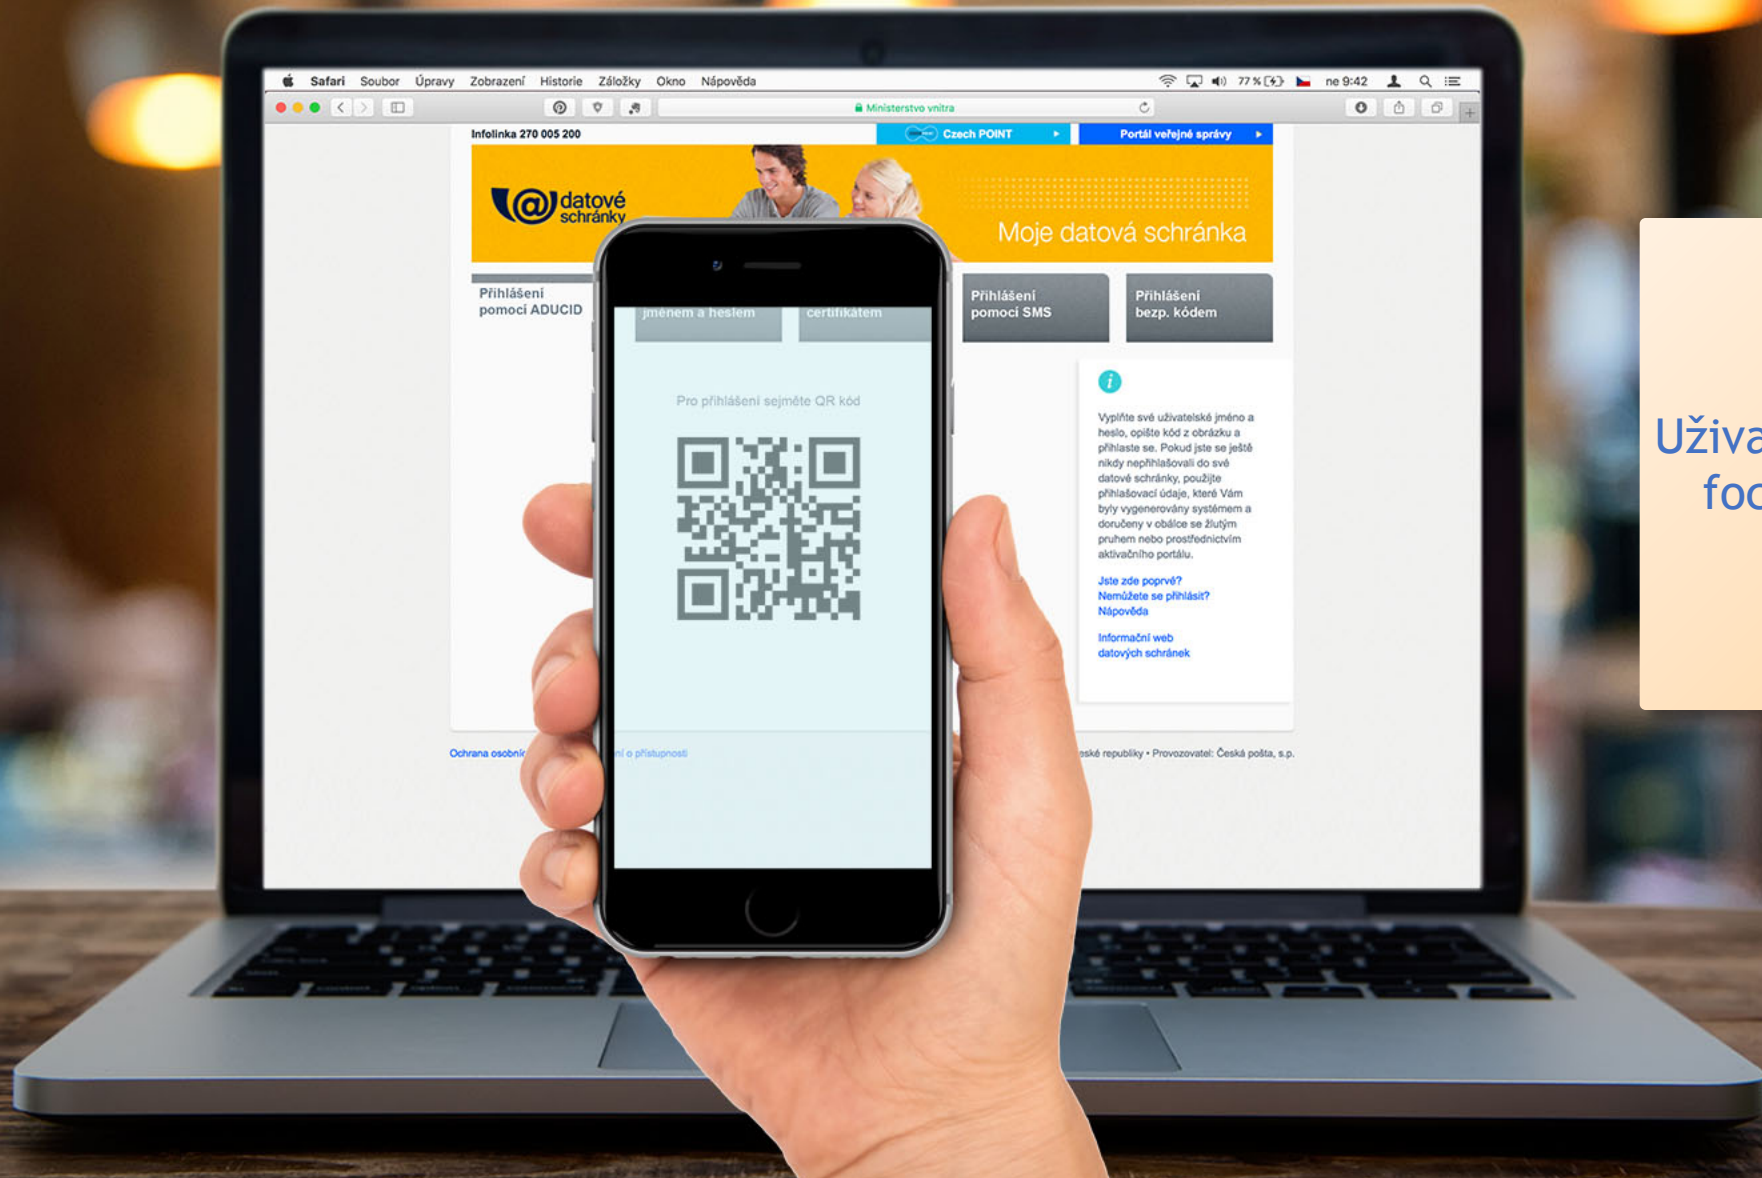 Safari Soubor Úpravy Zobrazení Historie Záložky Okno Nápověda 77 % ne 9:42
Ministerstvo vnitra
Infolinka 270 005 200
Czech POINT
Portál veřejné správy
datové
schránky
Moje datová schránka
Přihlášení
pomocí ADUCID
jménem a heslem
certifikátem
Přihlášení
pomocí SMS
Přihlášení
bezp. kódem
Pro přihlášení sejměte QR kód
Vyplňte své uživatelské jméno a
heslo, opište kód z obrázku a
přihlaste se. Pokud jste se ještě
nikdy nepřihlašovali do své
datové schránky, použijte
přihlašovací údaje, které Vám
byly vygenerovány systémem a
doručeny v obálce se žlutým
pruhem nebo prostřednictvím
aktivačního portálu.
Jste zde poprvé?
Nemůžete se přihlásit?
Nápověda
Informační web
datových schránek
Ochrana osobníc
ní o přístupnosti
eské republiky • Provozovatel: Česká pošta, s.p.
Uživa
foc